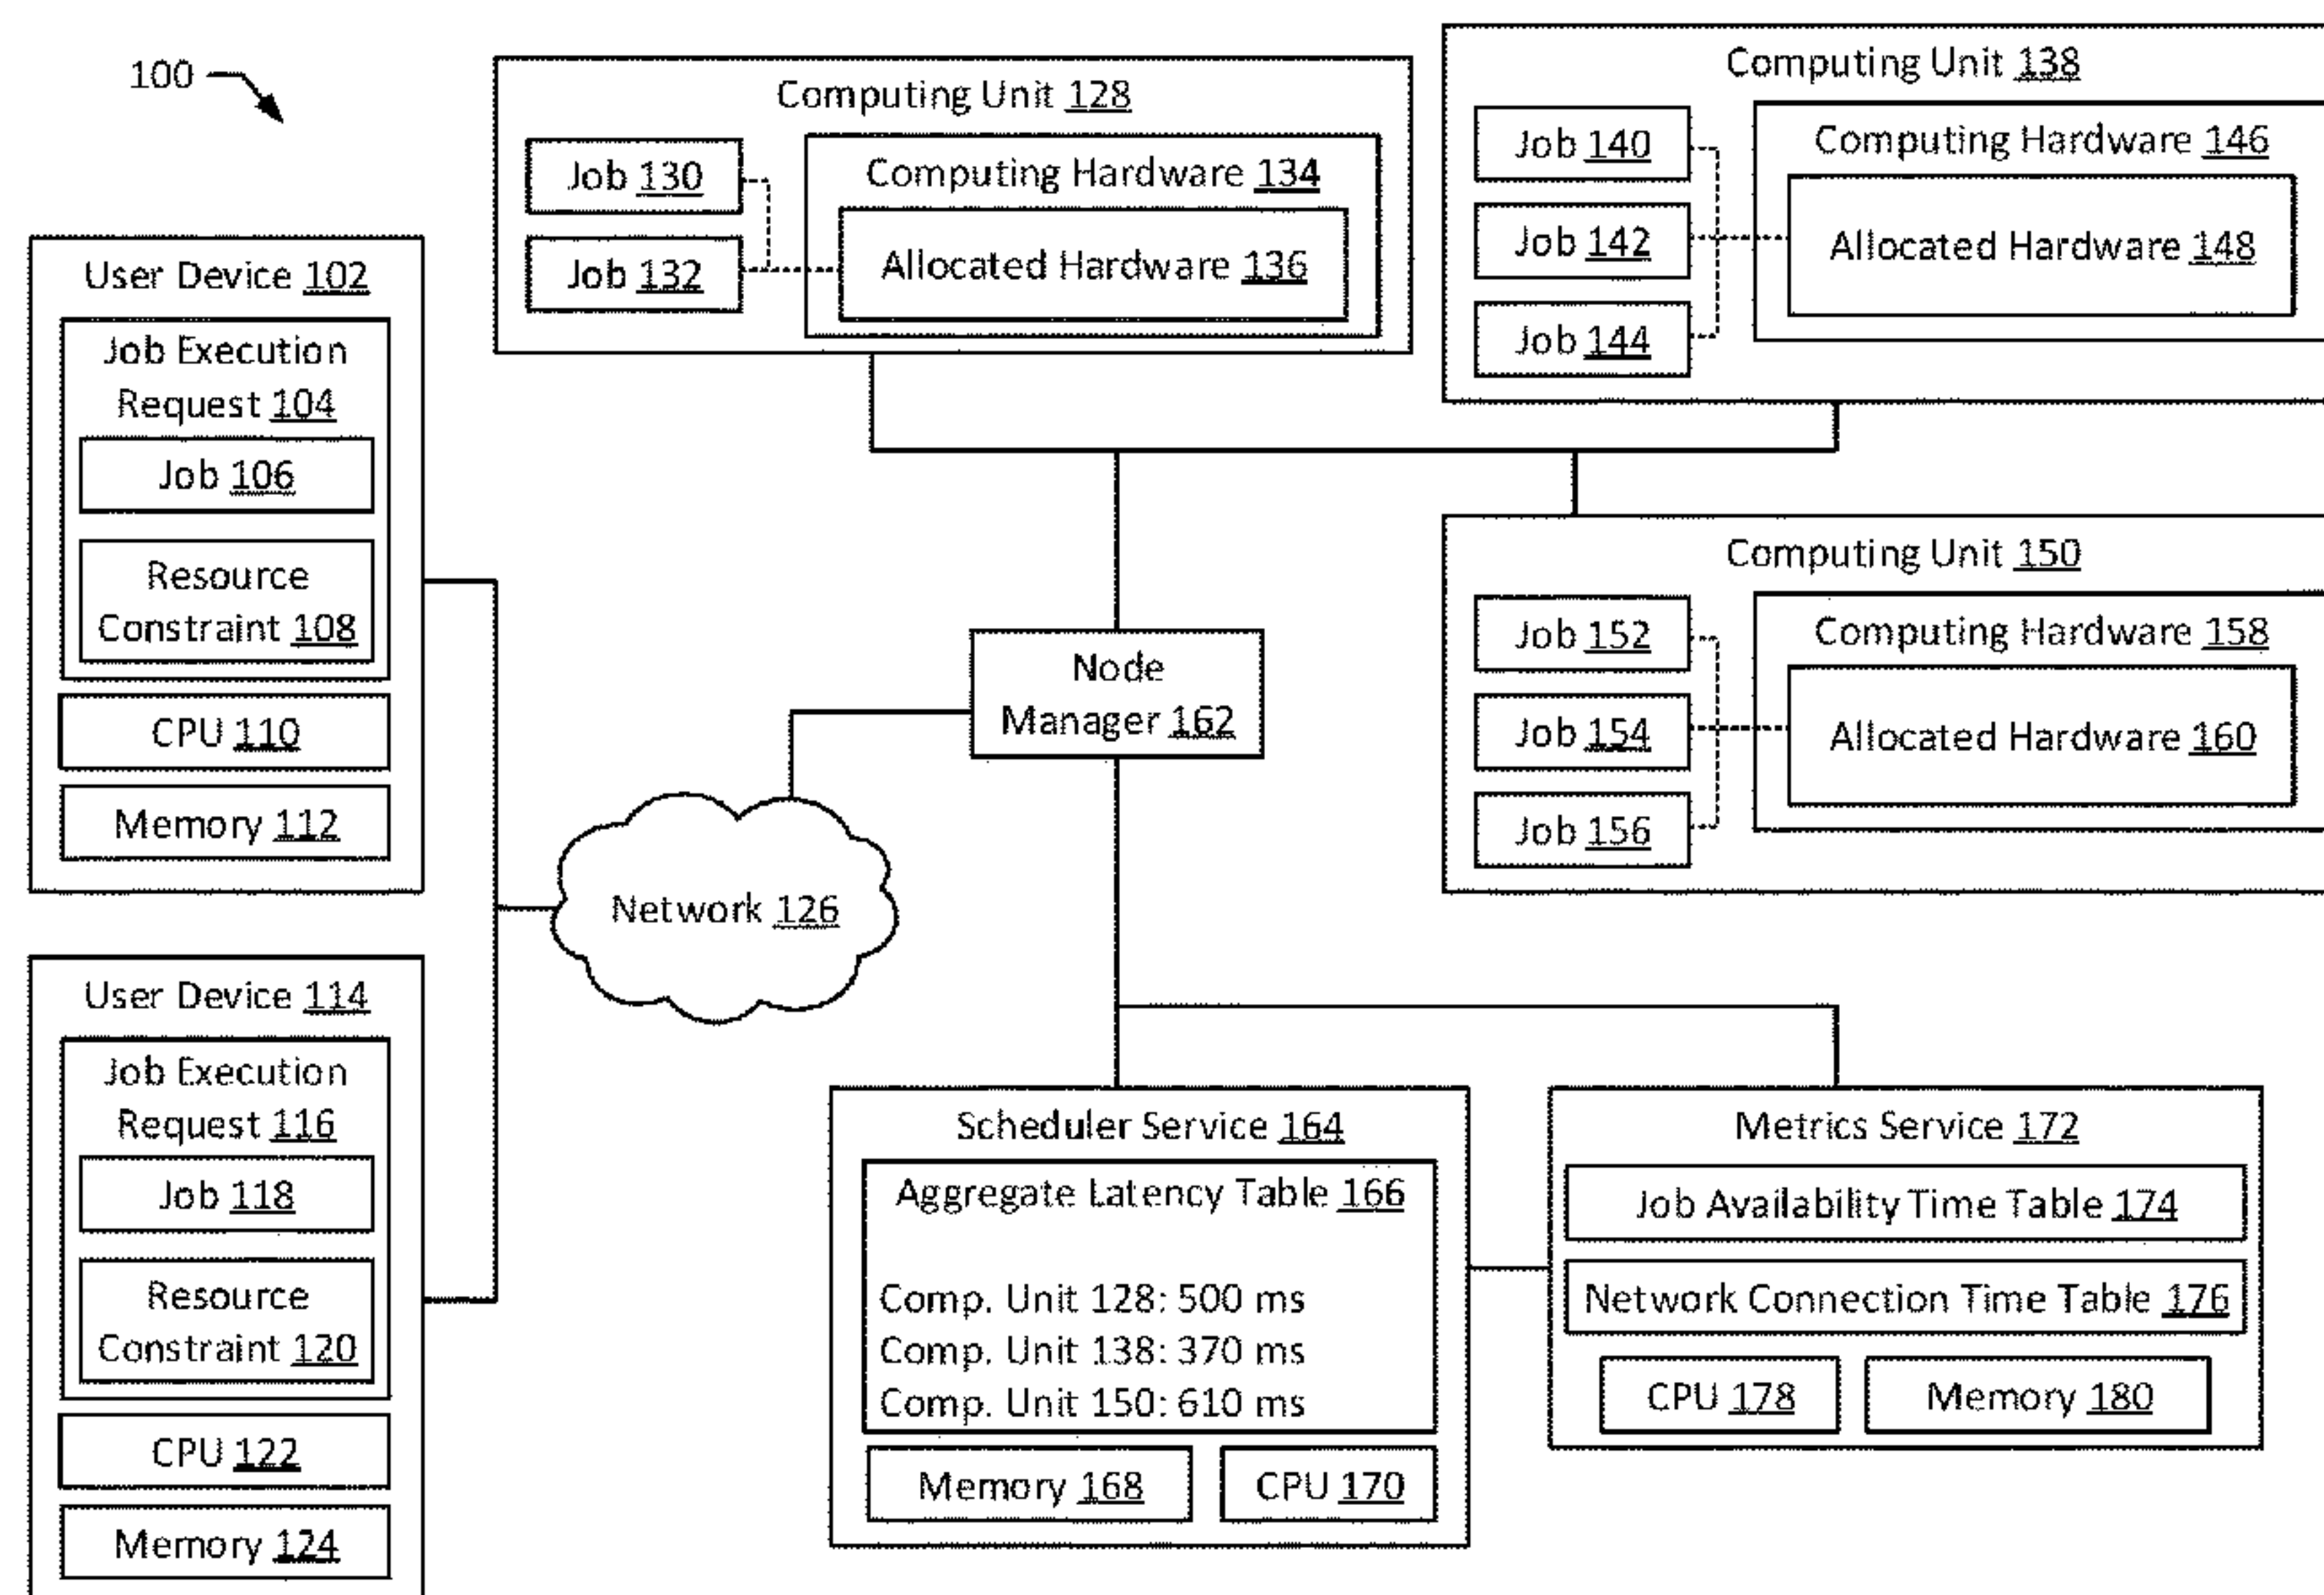 100
User Device 102
Job Execution
Request 104
Job 106
Resource
Constraint 108
CPU 110
Memory 112
User Device 114
Job Execution
Request 116
Job 118
Resource
Constraint 120
CPU 122
Memory 124
Network 126
Computing Unit 128
Job 130
Job 132
Computing Hardware 134
Allocated Hardware 136
Computing Unit 138
Job 140
Job 142
Job 144
Computing Hardware 146
Allocated Hardware 148
Computing Unit 150
Job 152
Job 154
Job 156
Computing Hardware 158
Allocated Hardware 160
Node
Manager 162
Scheduler Service 164
Aggregate Latency Table 166
Comp. Unit 128: 500 ms
Comp. Unit 138: 370 ms
Comp. Unit 150: 610 ms
Memory 168
CPU 170
Metrics Service 172
Job Availability Time Table 174
Network Connection Time Table 176
CPU 178
Memory 180